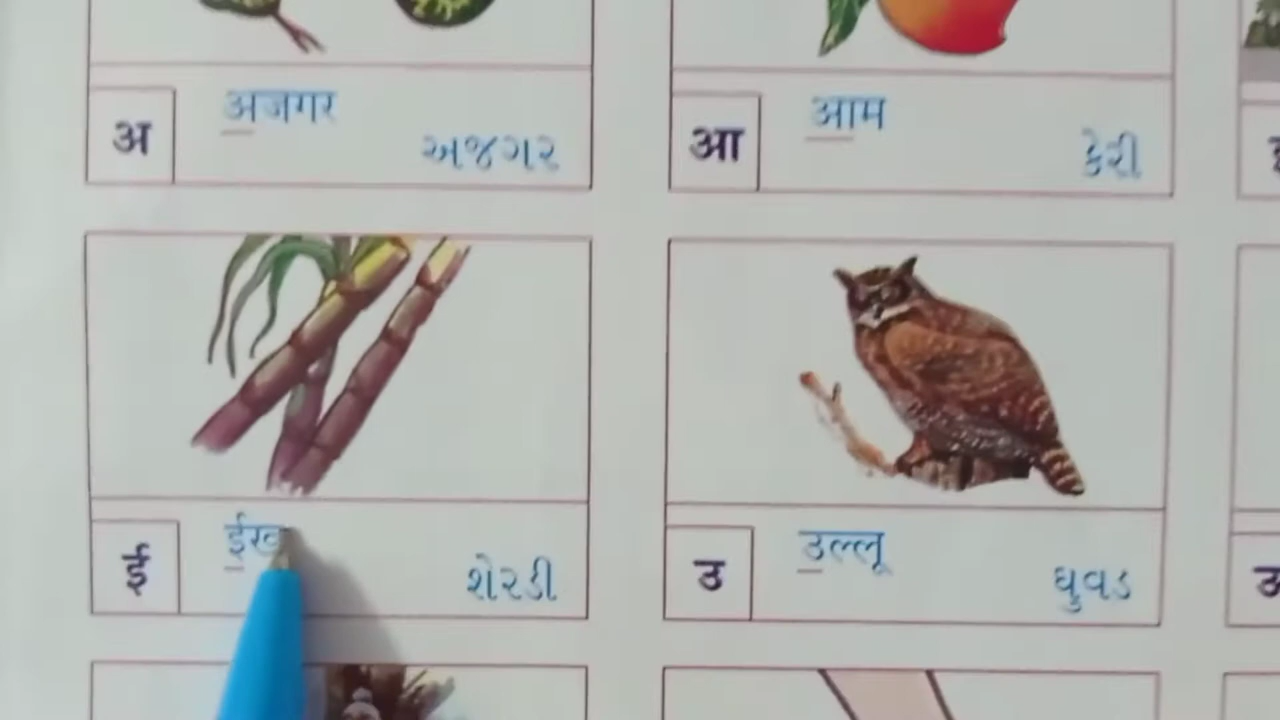 अ
अजगर
અજગર
आ
आम
કેરી
ई
ईख
શેરડી
उ
उल्लू
ઘુવડ